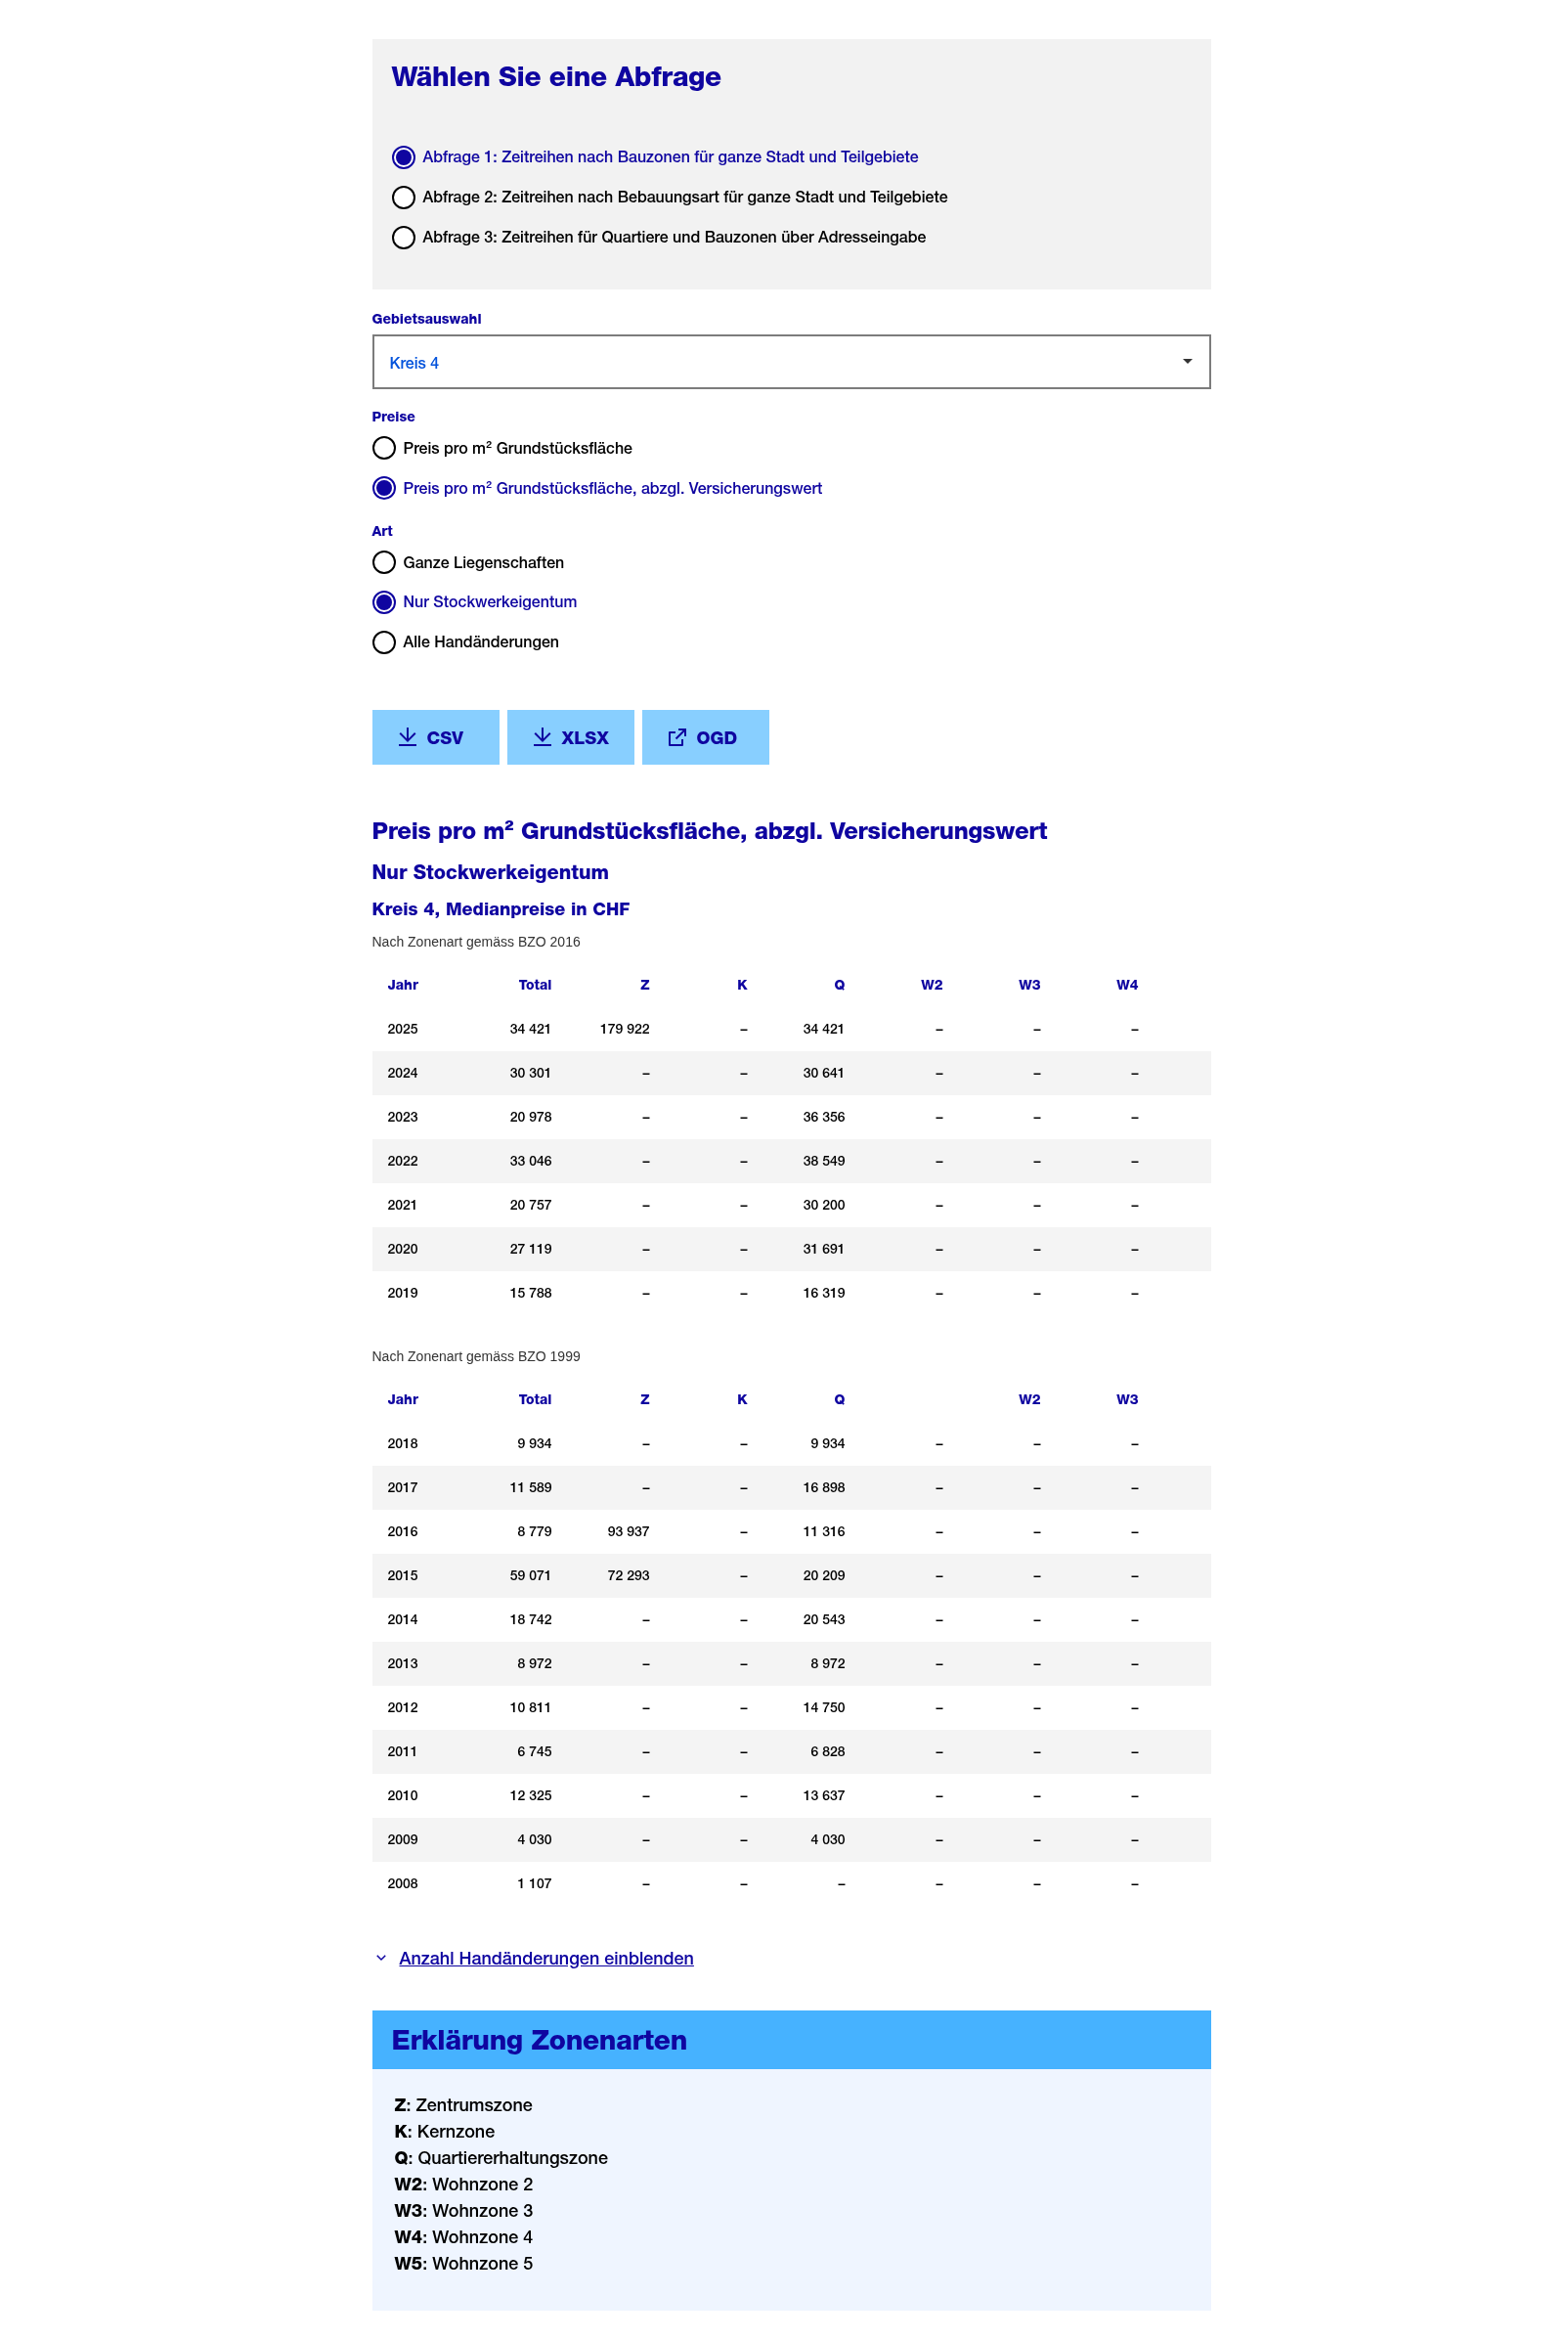 Wählen Sie eine Abfrage
Abfrage 1: Zeitreihen nach Bauzonen für ganze Stadt und Teilgebiete
Abfrage 2: Zeitreihen nach Bebauungsart für ganze Stadt und Teilgebiete
Abfrage 3: Zeitreihen für Quartiere und Bauzonen über Adresseingabe
Gebietsauswahl
Kreis 4
Preise
Preis pro m² Grundstücksfläche
Preis pro m² Grundstücksfläche, abzgl. Versicherungswert
Art
Ganze Liegenschaften
Nur Stockwerkeigentum
Alle Handänderungen
CSV XLSX OGD
Preis pro m² Grundstücksfläche, abzgl. Versicherungswert
Nur Stockwerkeigentum
Kreis 4, Medianpreise in CHF
Nach Zonenart gemäss BZO 2016
Jahr Total Z K Q W2 W3 W4
2025 34 421 179 922 – 34 421 – – –
2024 30 301 – – 30 641 – – –
2023 20 978 – – 36 356 – – –
2022 33 046 – – 38 549 – – –
2021 20 757 – – 30 200 – – –
2020 27 119 – – 31 691 – – –
2019 15 788 – – 16 319 – – –
Nach Zonenart gemäss BZO 1999
Jahr Total Z K Q W2 W3
2018 9 934 – – 9 934 – – –
2017 11 589 – – 16 898 – – –
2016 8 779 93 937 – 11 316 – – –
2015 59 071 72 293 – 20 209 – – –
2014 18 742 – – 20 543 – – –
2013 8 972 – – 8 972 – – –
2012 10 811 – – 14 750 – – –
2011 6 745 – – 6 828 – – –
2010 12 325 – – 13 637 – – –
2009 4 030 – – 4 030 – – –
2008 1 107 – – – – – –
Anzahl Handänderungen einblenden
Erklärung Zonenarten
Z: Zentrumszone
K: Kernzone
Q: Quartiererhaltungszone
W2: Wohnzone 2
W3: Wohnzone 3
W4: Wohnzone 4
W5: Wohnzone 5